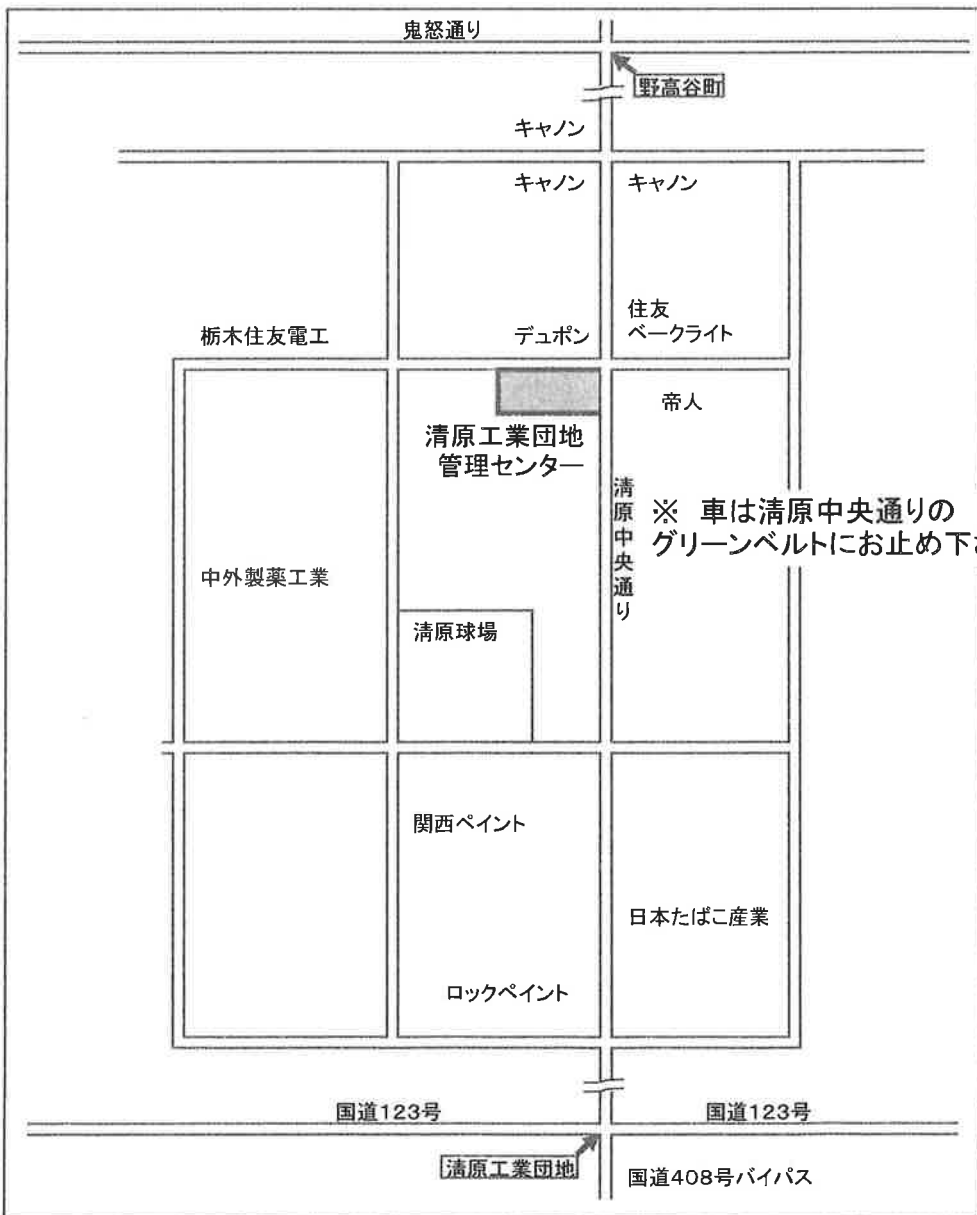 鬼怒通り
野高谷町
キャノン
キャノン
キャノン
住友
ベークライト
栃木住友電工
デュポン
帝人
清原工業団地
管理センター
清原中央通り
※ 車は清原中央通りの
グリーンベルトにお止め下
中外製薬工業
清原球場
関西ペイント
日本たばこ産業
ロックペイント
国道123号
国道123号
清原工業団地
国道408号バイパス